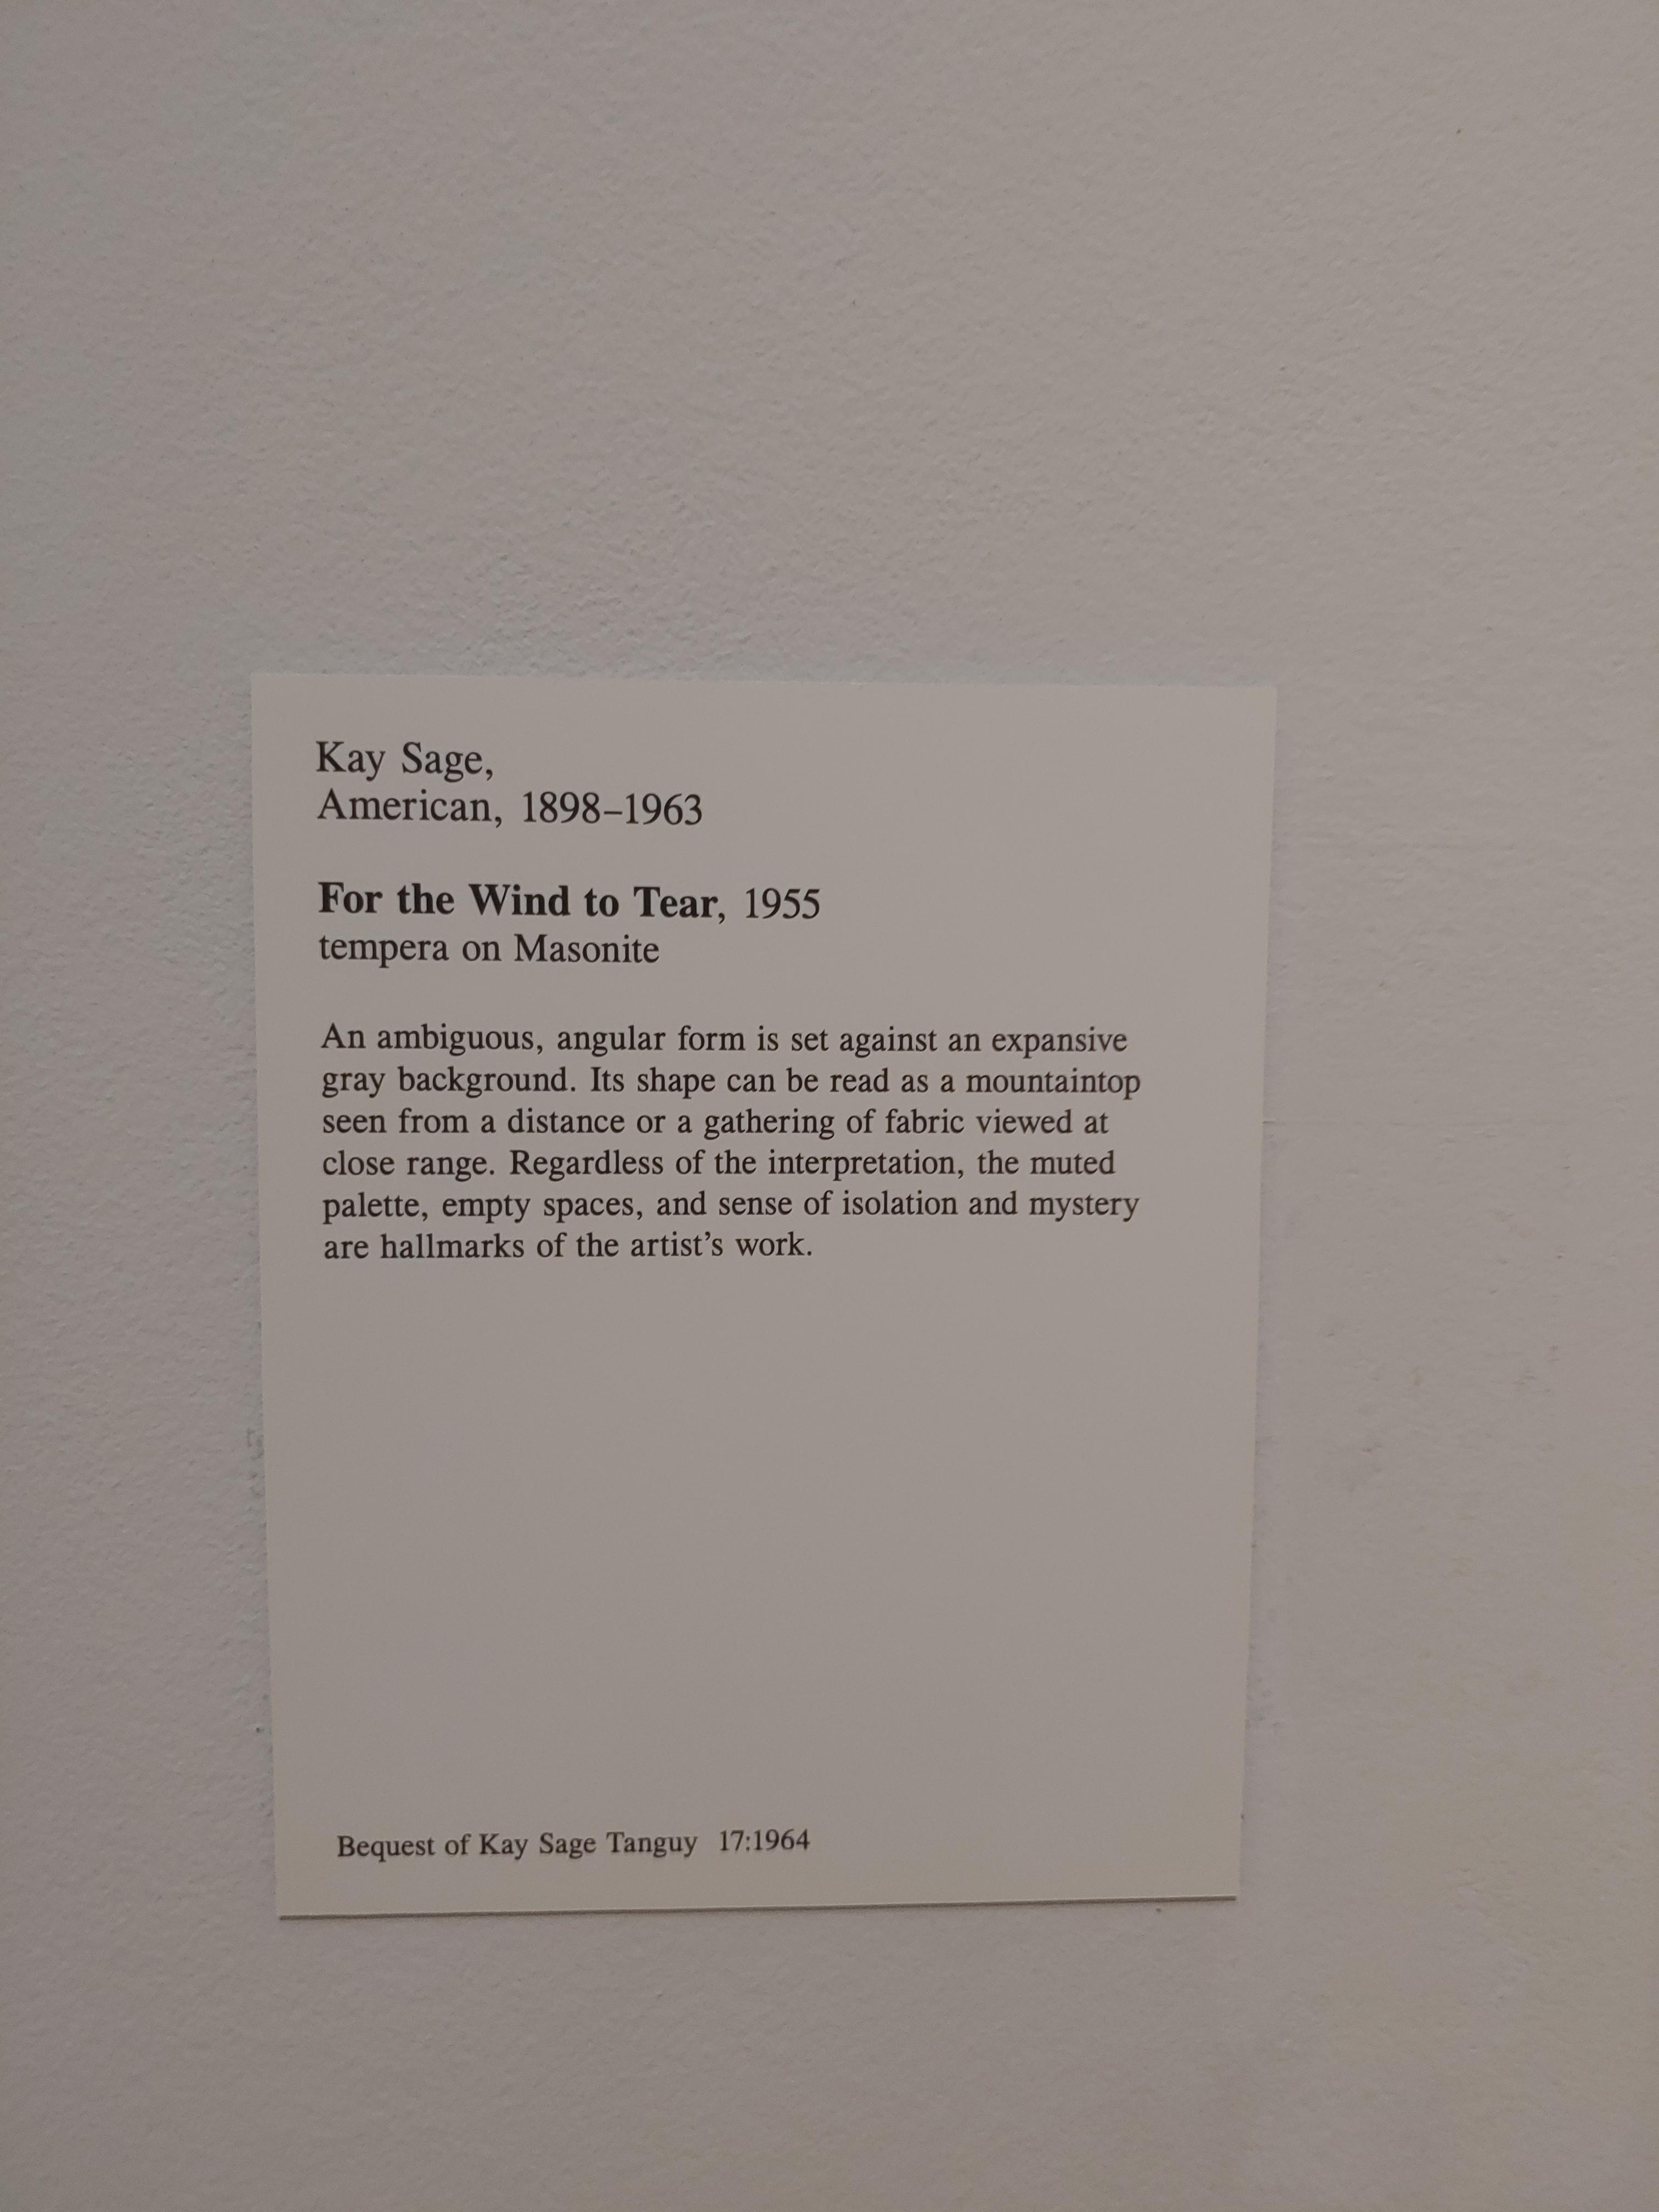 Kay Sage,
American, 1898–1963
For the Wind to Tear, 1955
tempera on Masonite
An ambiguous, angular form is set against an expansive
gray background. Its shape can be read as a mountaintop
seen from a distance or a gathering of fabric viewed at
close range. Regardless of the interpretation, the muted
palette, empty spaces, and sense of isolation and mystery
are hallmarks of the artist’s work.
Bequest of Kay Sage Tanguy 17:1964